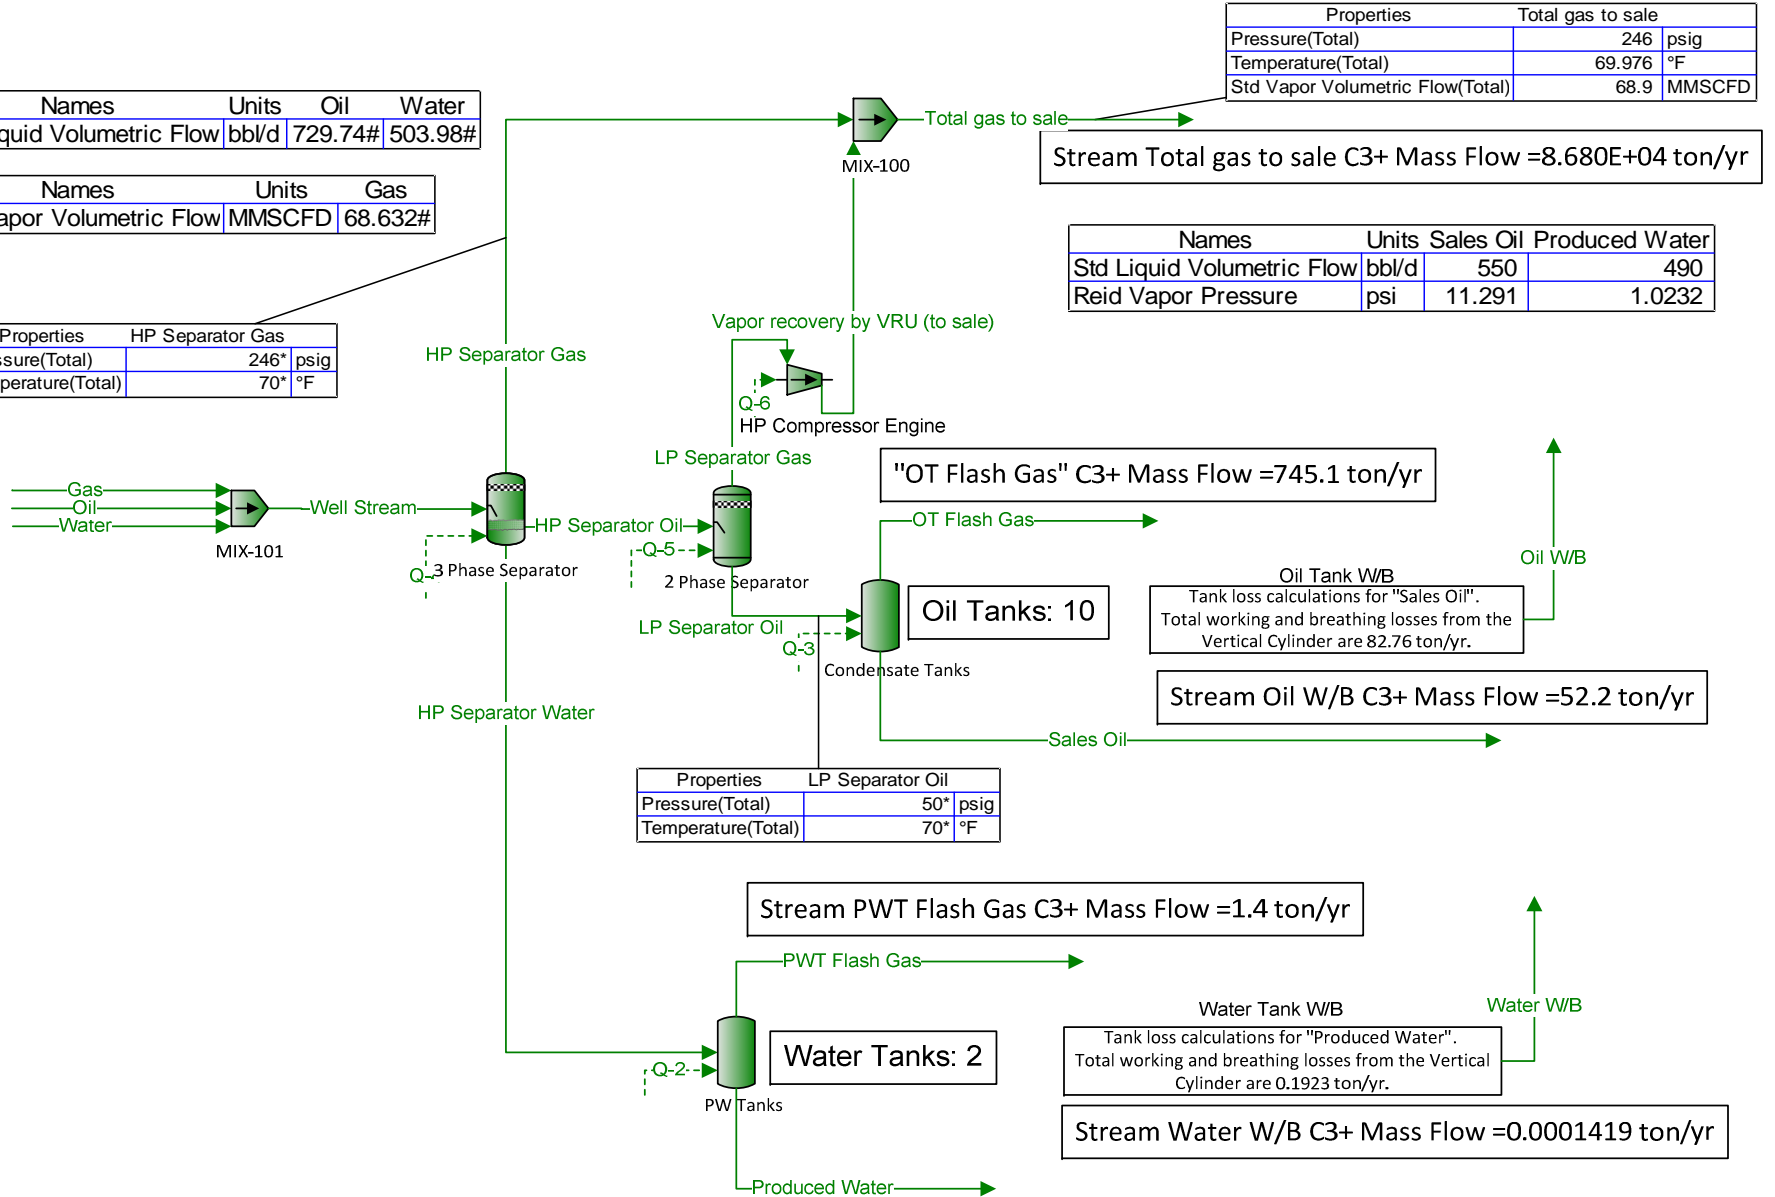 Properties Total gas to sale
Pressure(Total) 246 psig
Temperature(Total) 69.976 °F
Std Vapor Volumetric Flow(Total) 68.9 MMSCFD
Names Units Oil Water
quid Volumetric Flow bbl/d 729.74# 503.98#
Total gas to sale
MIX-100
Stream Total gas to sale C3+ Mass Flow =8.680E+04 ton/yr
Names Units Gas
apor Volumetric Flow MMSCFD 68.632#
Names Units Sales Oil Produced Water
Std Liquid Volumetric Flow bbl/d 550 490
Reid Vapor Pressure psi 11.291 1.0232
Properties HP Separator Gas
ssure(Total) 246* psig
perature(Total) 70* °F
Vapor recovery by VRU (to sale)
HP Separator Gas
Q-6
HP Compressor Engine
LP Separator Gas
"OT Flash Gas" C3+ Mass Flow =745.1 ton/yr
Gas
Oil
Water
MIX-101
Well Stream
HP Separator Oil
OT Flash Gas
Q-5
Q-
3 Phase Separator
2 Phase Separator
Oil W/B
Oil Tank W/B
Tank loss calculations for "Sales Oil".
Total working and breathing losses from the
Vertical Cylinder are 82.76 ton/yr.
Oil Tanks: 10
LP Separator Oil
Q-3
Condensate Tanks
Stream Oil W/B C3+ Mass Flow =52.2 ton/yr
HP Separator Water
Sales Oil
Properties LP Separator Oil
Pressure(Total) 50* psig
Temperature(Total) 70* °F
Stream PWT Flash Gas C3+ Mass Flow =1.4 ton/yr
PWT Flash Gas
Water W/B
Water Tank W/B
Tank loss calculations for "Produced Water".
Total working and breathing losses from the Vertical
Cylinder are 0.1923 ton/yr.
Water Tanks: 2
Q-2
PW Tanks
Stream Water W/B C3+ Mass Flow =0.0001419 ton/yr
Produced Water